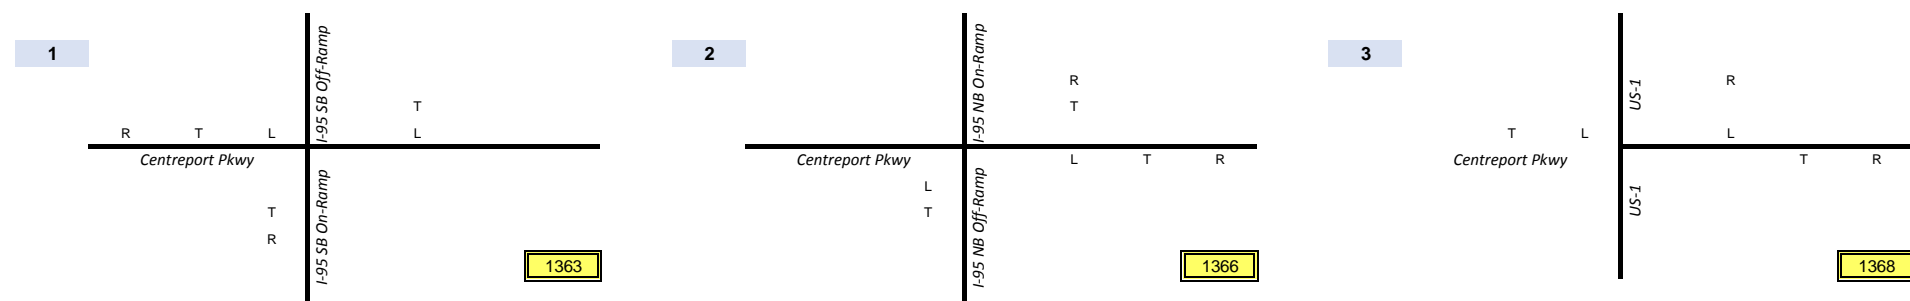 1
I-95 SB Off-Ramp
T
R T L
L
Centreport Pkwy
T
R
I-95 SB On-Ramp
1363
2
I-95 NB On-Ramp
R
T
Centreport Pkwy
L T R
L
T
I-95 NB Off-Ramp
1366
3
US-1
R
T L
L
Centreport Pkwy
T R
US-1
1368